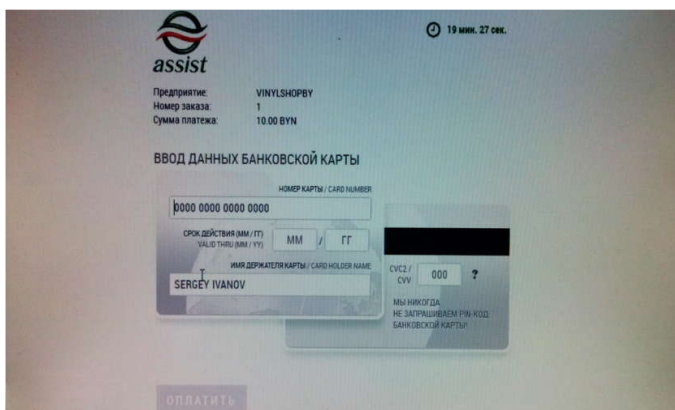 assist
19 мин. 27 сек.
Предприятие: VINYLSHOPBY
Номер заказа: 1
Сумма платежа: 10.00 BYN
ВВОД ДАННЫХ БАНКОВСКОЙ КАРТЫ
НОМЕР КАРТЫ / CARD NUMBER
0000 0000 0000 0000
СРОК ДЕЙСТВИЯ (ММ / ГГ)
VALID THRU (MM / YY)
ММ / ГГ
ИМЯ ДЕРЖАТЕЛЯ КАРТЫ / CARD HOLDER NAME
SERGEY IVANOV
CVC2 /
CVV
000 ?
МЫ НИКОГДА
НЕ ЗАПРАШИВАЕМ PIN-КОД
БАНКОВСКОЙ КАРТЫ!
ОПЛАТИТЬ